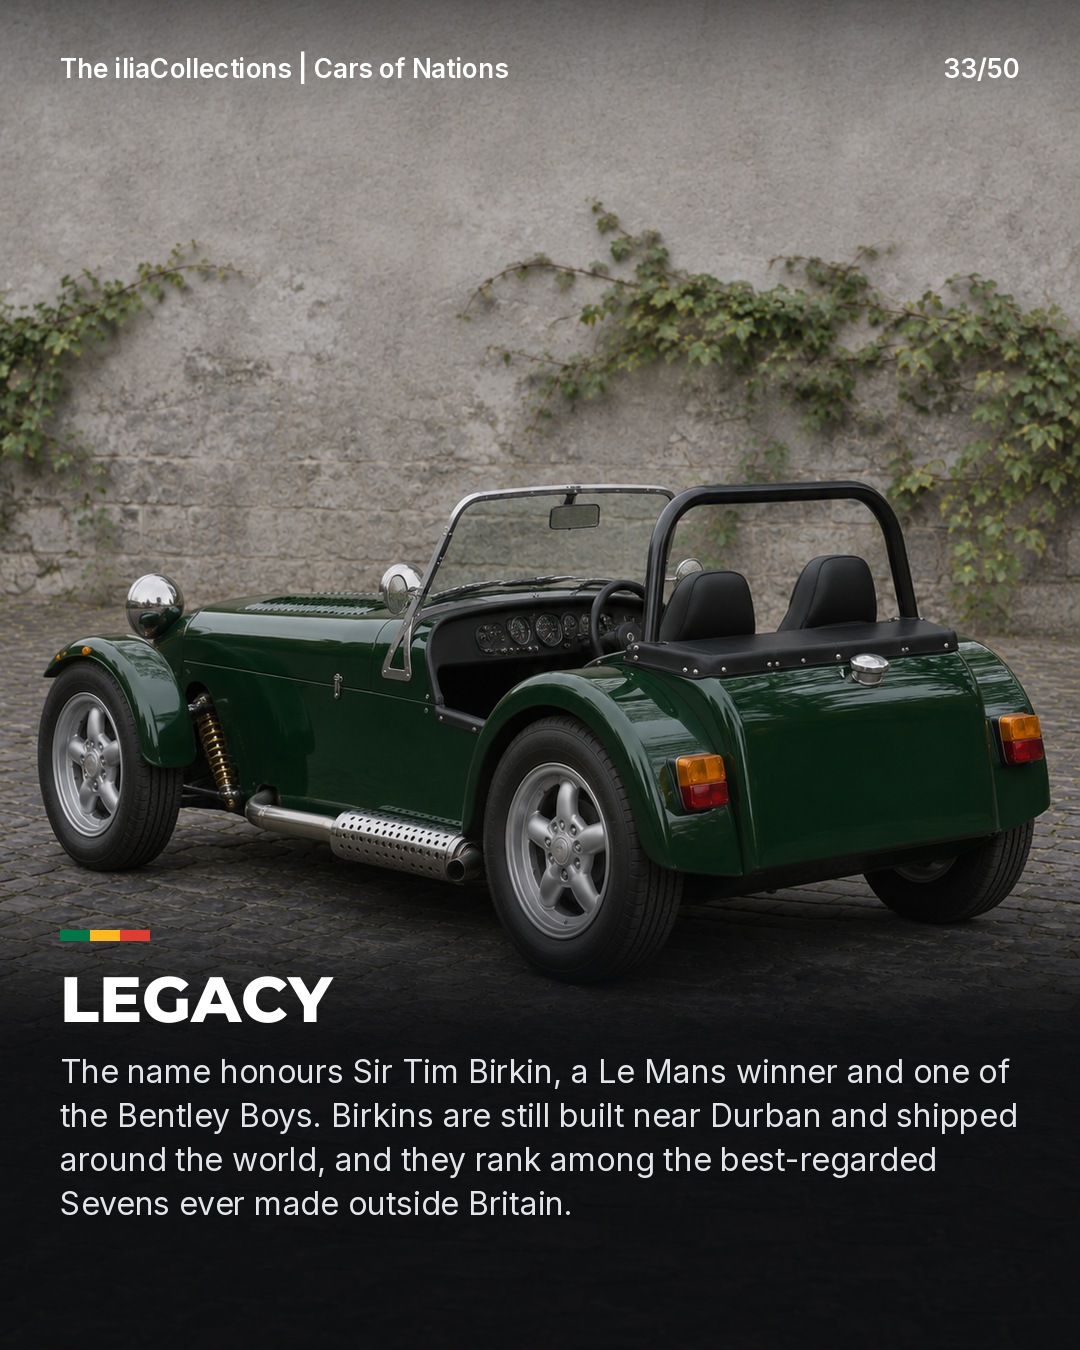 The iliaCollections | Cars of Nations
33/50
LEGACY
The name honours Sir Tim Birkin, a Le Mans winner and one of
the Bentley Boys. Birkins are still built near Durban and shipped
around the world, and they rank among the best-regarded
Sevens ever made outside Britain.